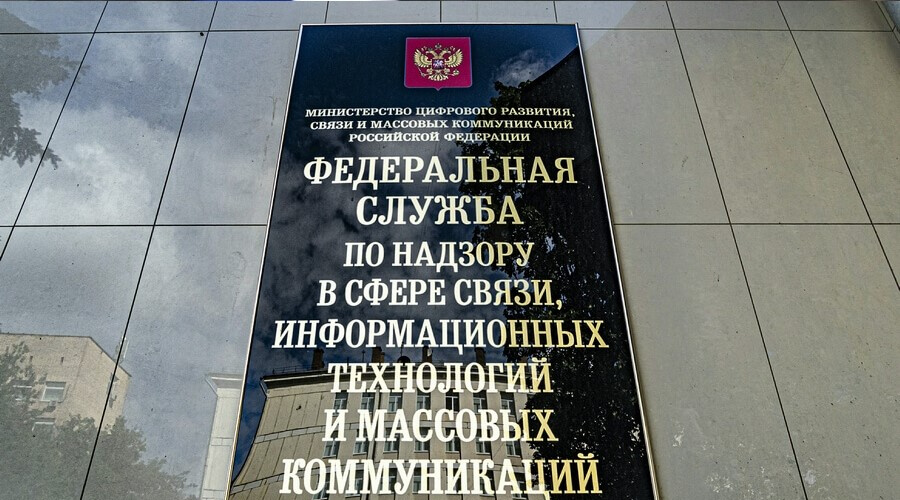 МИНИСТЕРСТВО ЦИФРОВОГО РАЗВИТИЯ,
СВЯЗИ И МАССОВЫХ КОММУНИКАЦИЙ
РОССИЙСКОЙ ФЕДЕРАЦИИ
ФЕДЕРАЛЬНАЯ
СЛУЖБА
ПО НАДЗОРУ
В СФЕРЕ СВЯЗИ,
ИНФОРМАЦИОННЫХ
ТЕХНОЛОГИЙ
И МАССОВЫХ
КОММУНИКАЦИЙ